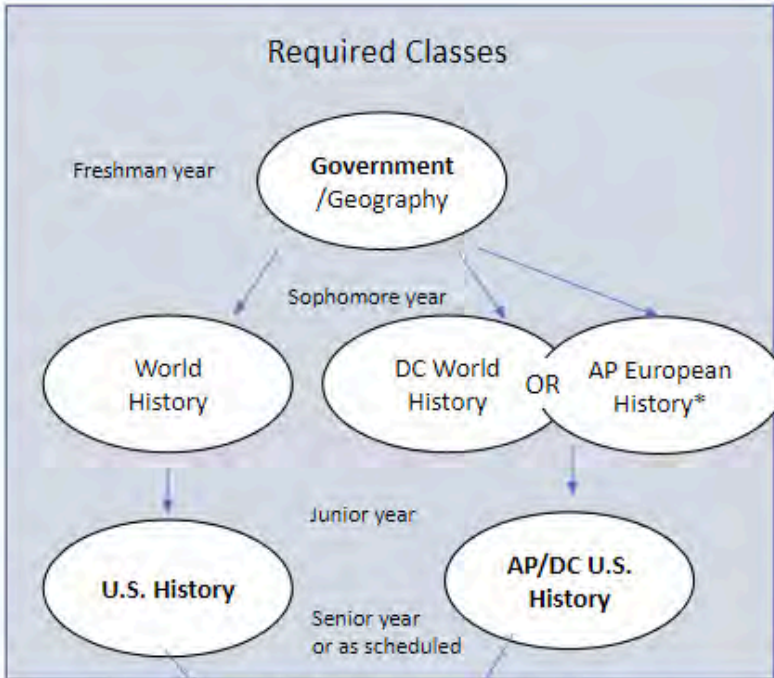 Required Classes
Freshman year
Government
/Geography
Sophomore year
World
History
DC World
History
OR
AP European
History*
Junior year
U.S. History
AP/DC U.S.
History
Senior year
or as scheduled